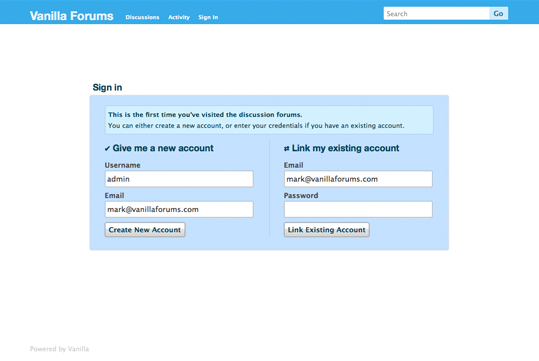 Vanilla Forums Discussions Activity Sign In Search Go
Sign in
This is the first time you've visited the discussion forums.
You can either create a new account, or enter your credentials if you have an existing account.
✔ Give me a new account
Username
admin
Email
mark@vanillaforums.com
Create New Account
⇄ Link my existing account
Email
mark@vanillaforums.com
Password
Link Existing Account
Powered by Vanilla